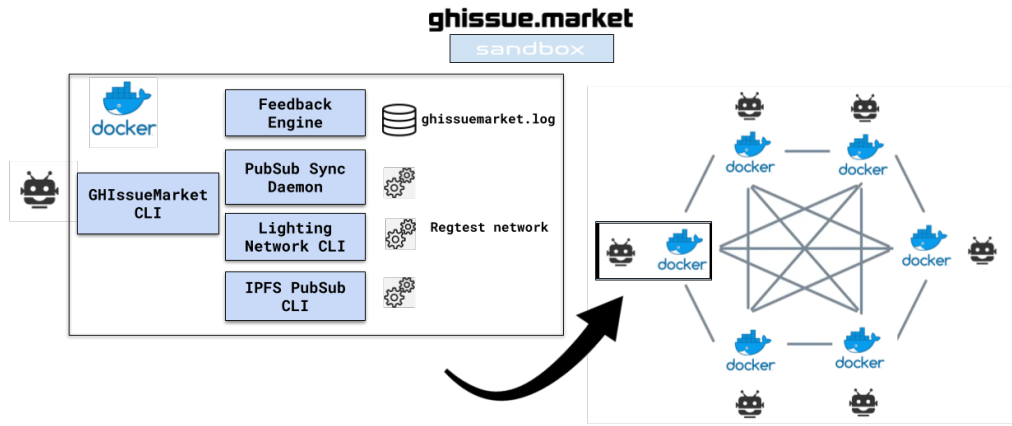 ghissue.market
sandbox
docker
Feedback
Engine
ghissuemarket.log
PubSub Sync
Daemon
GHIssueMarket
CLI
Lighting
Network CLI
Regtest network
IPFS PubSub
CLI
docker
docker
docker
docker
docker
docker